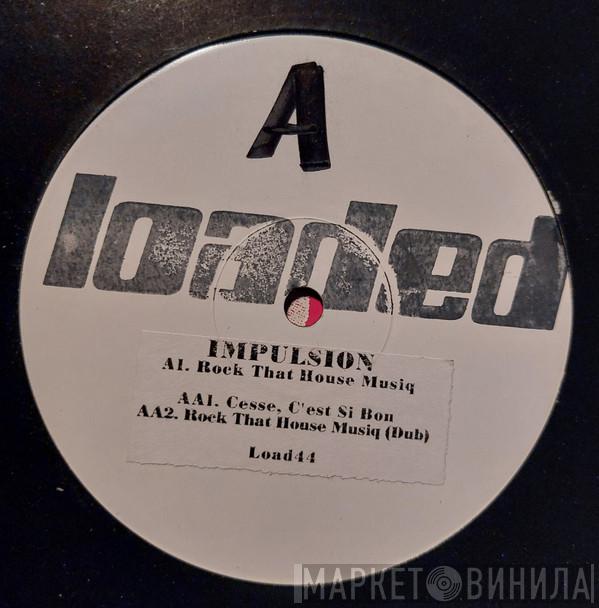 A
loaded
IMPULSION
A1. Rock That House Musiq
AA1. Cesse, C'est Si Bon
AA2. Rock That House Musiq (Dub)
Load44
МАРКЕТ ВИНИЛА